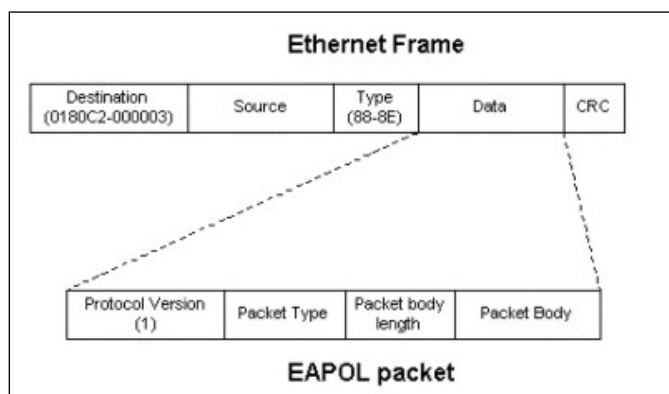 Ethernet Frame
Destination
(0180C2-000003)
Source
Type
(88-8E)
Data
CRC
Protocol Version
(1)
Packet Type
Packet body
length
Packet Body
EAPOL packet